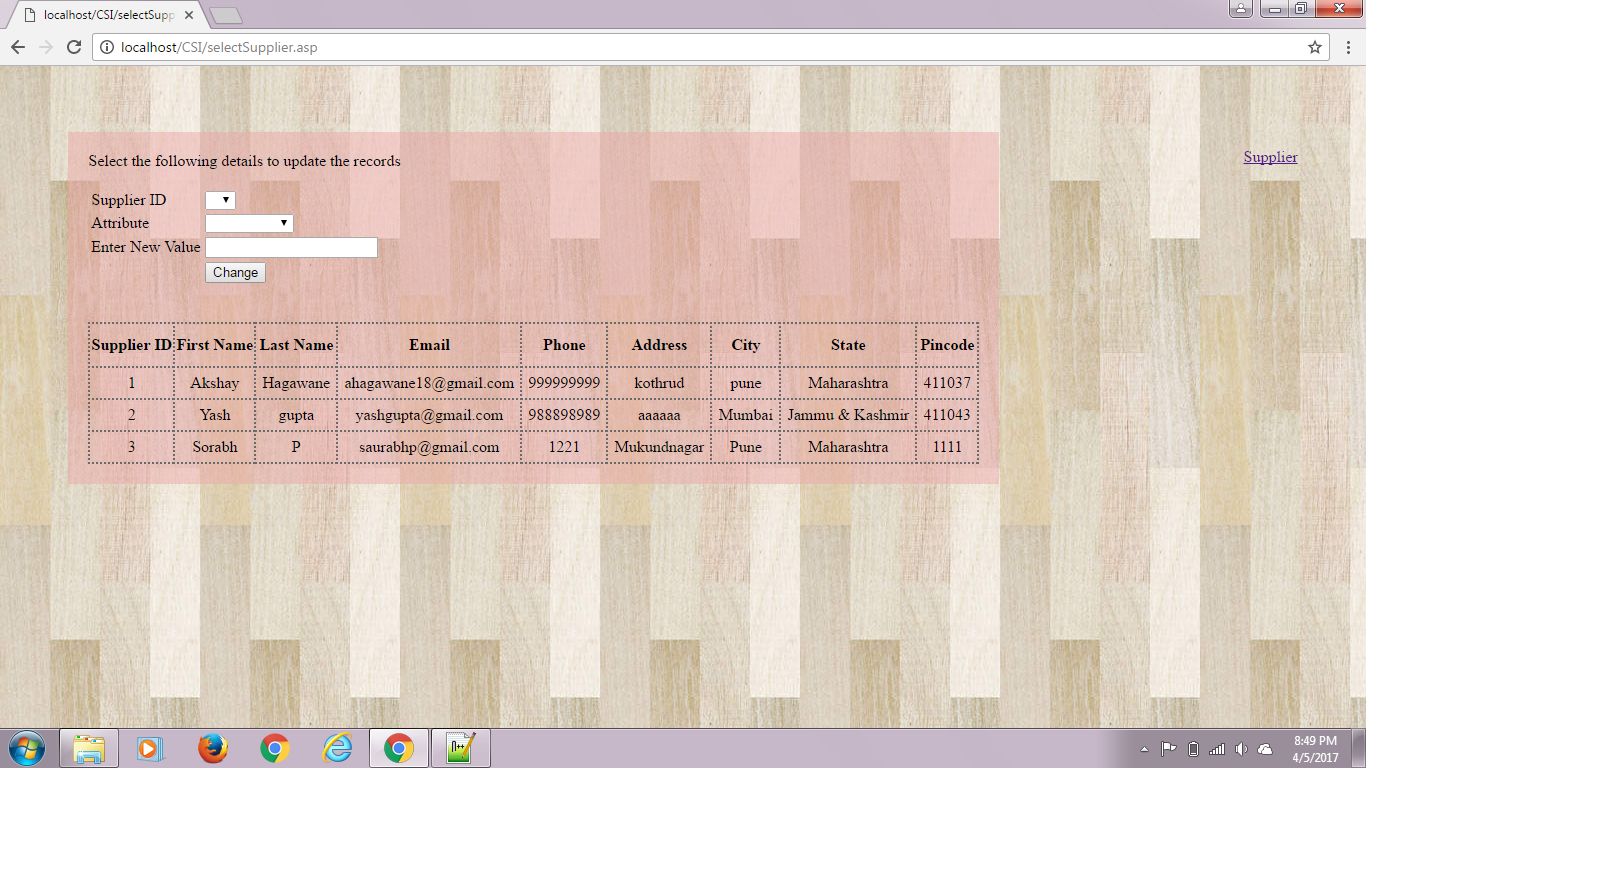 localhost/CSI/selectSupp
localhost/CSI/selectSupplier.asp
Select the following details to update the records
Supplier
Supplier ID
Attribute
Enter New Value
Change
Supplier ID First Name Last Name Email Phone Address City State Pincode
1 Akshay Hagawane ahagawane18@gmail.com 999999999 kothrud pune Maharashtra 411037
2 Yash gupta yashgupta@gmail.com 988898989 aaaaaa Mumbai Jammu & Kashmir 411043
3 Sorabh P saurabhp@gmail.com 1221 Mukundnagar Pune Maharashtra 1111
8:49 PM
4/5/2017